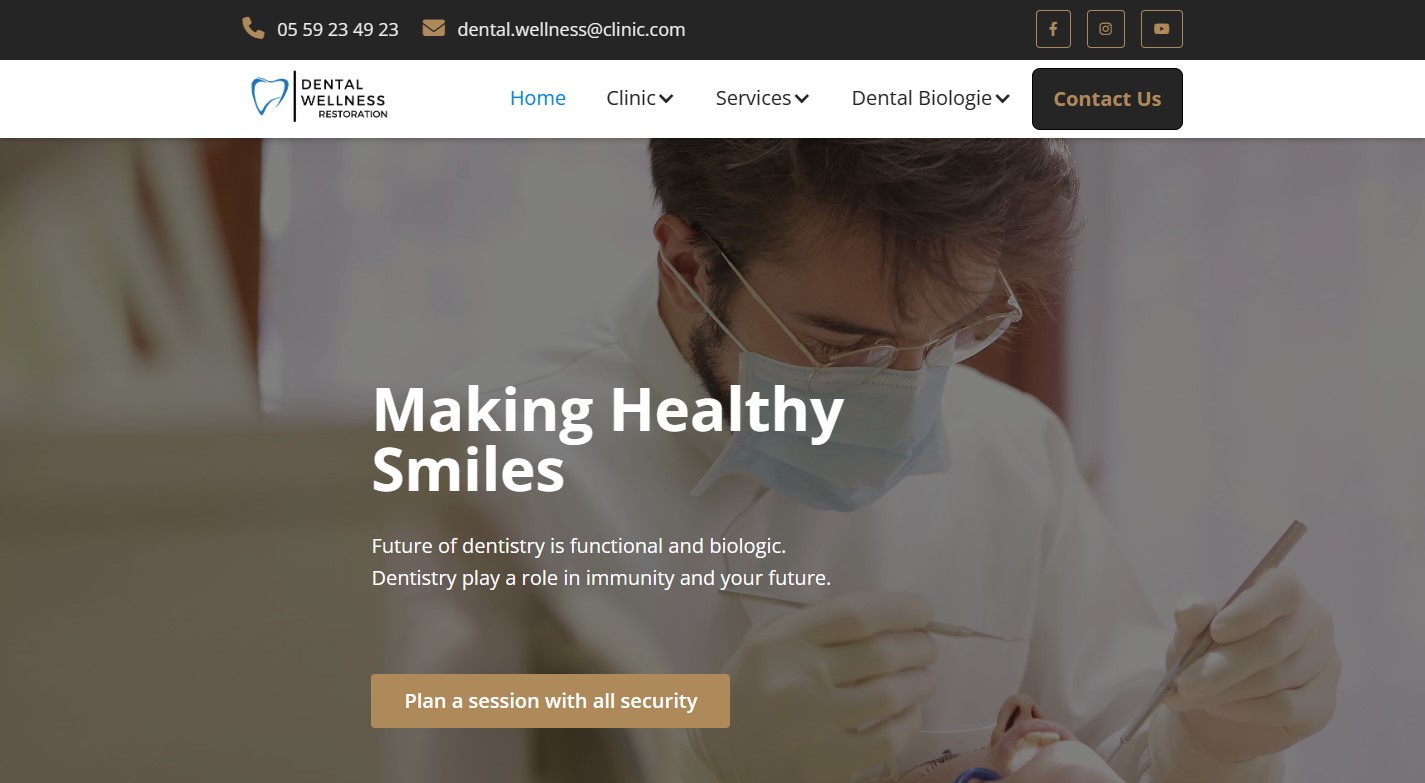 05 59 23 49 23 dental.wellness@clinic.com
DENTAL
WELLNESS
RESTORATION
Home Clinic Services Dental Biologie Contact Us
Making Healthy
Smiles
Future of dentistry is functional and biologic.
Dentistry play a role in immunity and your future.
Plan a session with all security